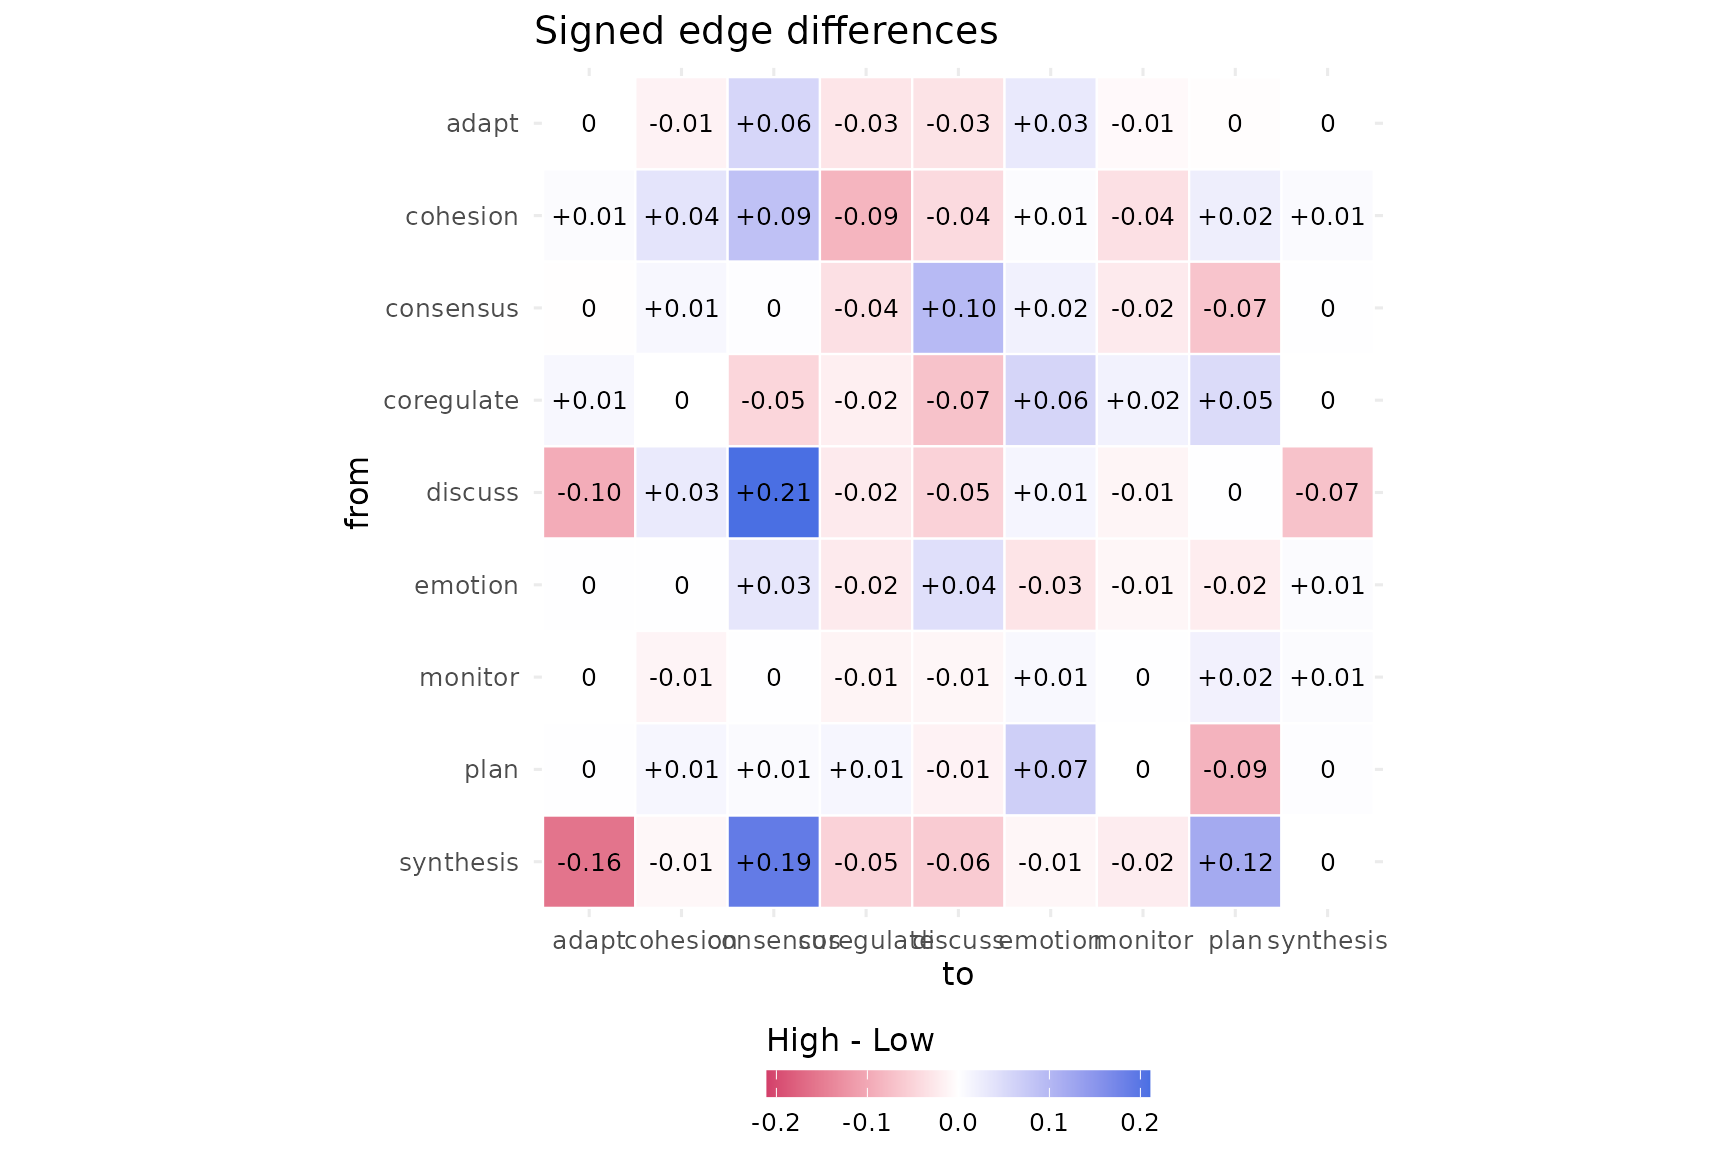 Signed edge differences
adapt 0 -0.01 +0.06 -0.03 -0.03 +0.03 -0.01 0 0
cohesion +0.01 +0.04 +0.09 -0.09 -0.04 +0.01 -0.04 +0.02 +0.01
consensus 0 +0.01 0 -0.04 +0.10 +0.02 -0.02 -0.07 0
coregulate +0.01 0 -0.05 -0.02 -0.07 +0.06 +0.02 +0.05 0
from
discuss -0.10 +0.03 +0.21 -0.02 -0.05 +0.01 -0.01 0 -0.07
emotion 0 0 +0.03 -0.02 +0.04 -0.03 -0.01 -0.02 +0.01
monitor 0 -0.01 0 -0.01 -0.01 +0.01 0 +0.02 +0.01
plan 0 +0.01 +0.01 +0.01 -0.01 +0.07 0 -0.09 0
synthesis -0.16 -0.01 +0.19 -0.05 -0.06 -0.01 -0.02 +0.12 0
adapt cohesion consensus coregulate discuss emotion monitor plan synthesis
to
High - Low
-0.2 -0.1 0.0 0.1 0.2